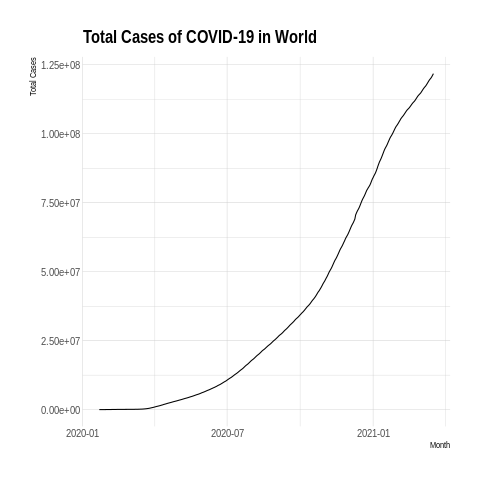 Total Cases of COVID-19 in World
Total Cases
1.25e+08
1.00e+08
7.50e+07
5.00e+07
2.50e+07
0.00e+00
2020-01 2020-07 2021-01
Month